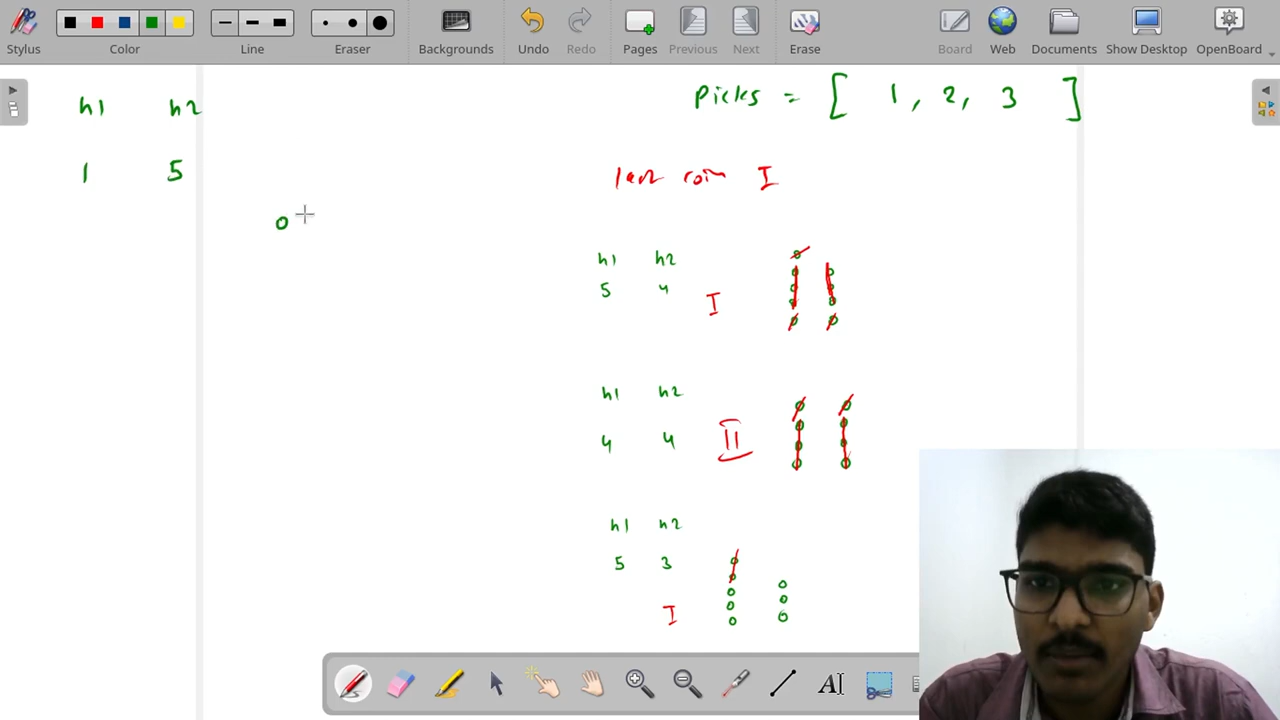 Stylus Color Line Eraser Backgrounds Undo Redo Pages Previous Next Erase Board Web Documents Show Desktop OpenBoard
h1 h2
Picks = [ 1, 2, 3 ]
1 5
last coin I
h1 h2
5 4 I
h1 h2
4 4 II
h1 h2
5 3
I